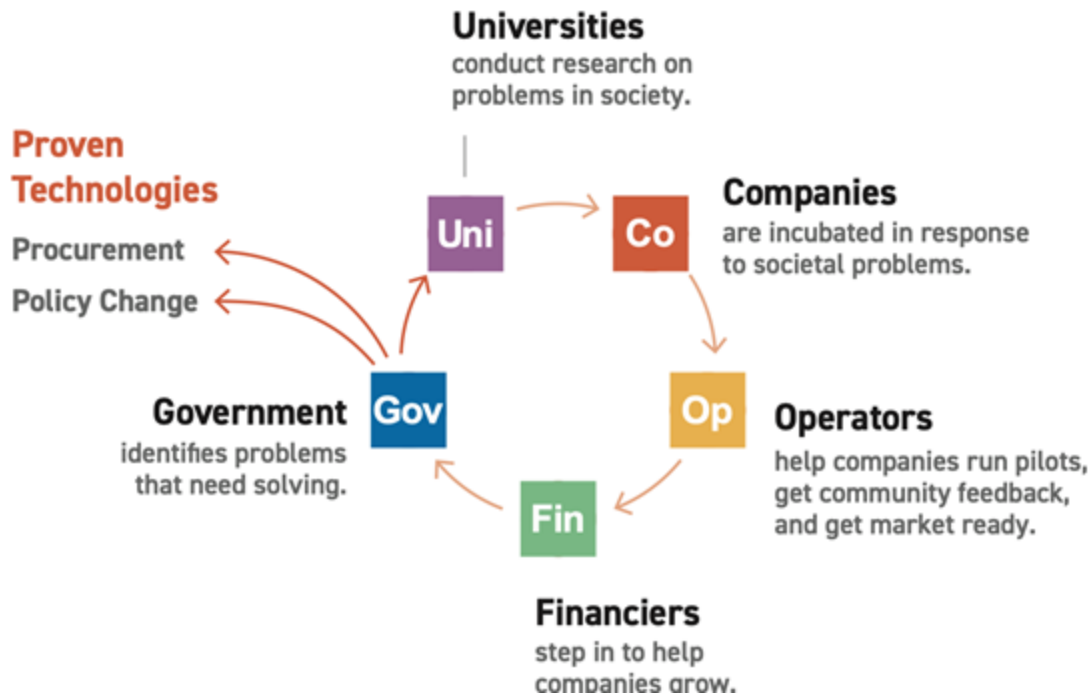 Universities
conduct research on
problems in society.
Proven
Technologies
Procurement
Policy Change
Uni
Co
Companies
are incubated in response
to societal problems.
Government
identifies problems
that need solving.
Gov
Op
Operators
help companies run pilots,
get community feedback,
and get market ready.
Fin
Financiers
step in to help
companies grow.